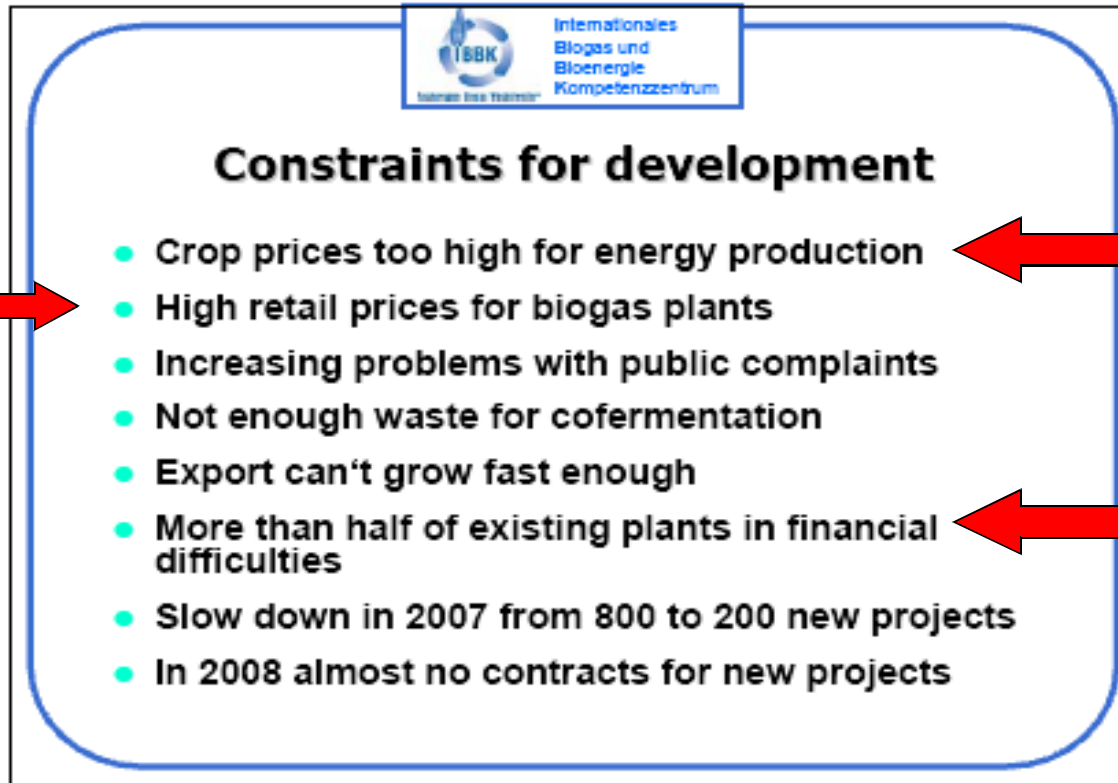 IBBK
Internationales
Biogas und
Bioenergie
Kompetenzzentrum
Constraints for development
Crop prices too high for energy production
High retail prices for biogas plants
Increasing problems with public complaints
Not enough waste for cofermentation
Export can't grow fast enough
More than half of existing plants in financial
difficulties
Slow down in 2007 from 800 to 200 new projects
In 2008 almost no contracts for new projects